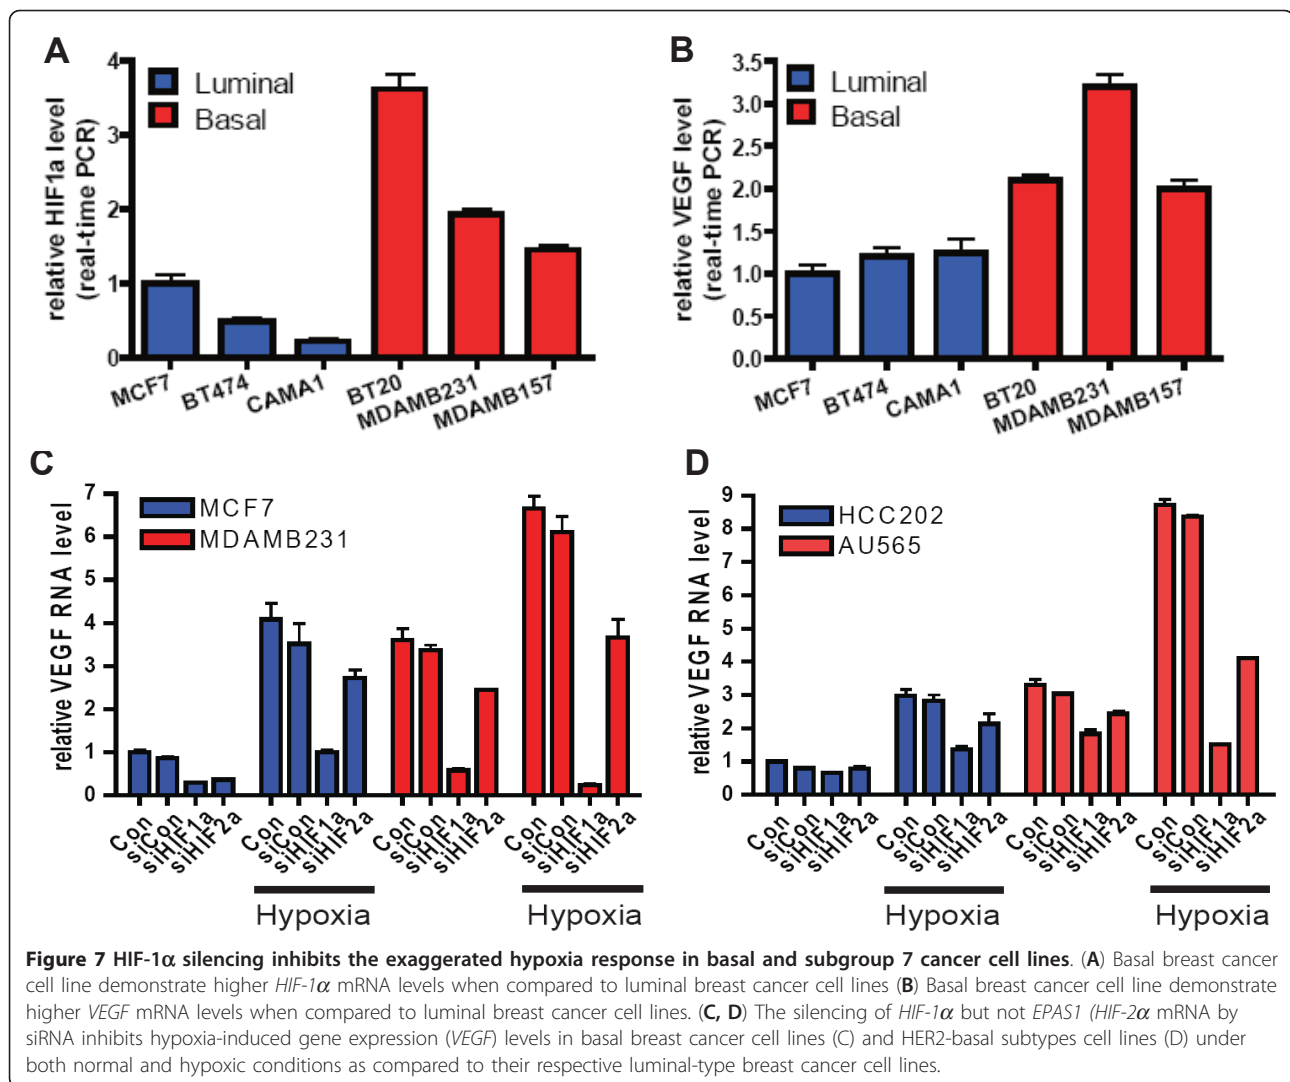 A
relative HIF1a level
(real-time PCR)
4
3
2
1
0
Luminal
Basal
MCF7
BT474
CAMA1
BT20
MDAMB231
MDAMB157
B
relative VEGF level
(real-time PCR)
3.5
3.0
2.5
2.0
1.5
1.0
0.5
0.0
Luminal
Basal
MCF7
BT474
CAMA1
BT20
MDAMB231
MDAMB157
C
relative VEGF RNA level
7
6
5
4
3
2
1
0
MCF7
MDAMB231
Con
siCon
siHIF1a
siHIF2a
Con
siCon
siHIF1a
siHIF2a
Con
siCon
siHIF1a
siHIF2a
Con
siCon
siHIF1a
siHIF2a
Hypoxia
Hypoxia
D
relative VEGF RNA level
9
8
7
6
5
4
3
2
1
0
HCC202
AU565
Con
siCon
siHIF1a
siHIF2a
Con
siCon
siHIF1a
siHIF2a
Con
siCon
siHIF1a
siHIF2a
Con
siCon
siHIF1a
siHIF2a
Hypoxia
Hypoxia
Figure 7 HIF-1α silencing inhibits the exaggerated hypoxia response in basal and subgroup 7 cancer cell lines. (A) Basal breast cancer
cell line demonstrate higher HIF-1α mRNA levels when compared to luminal breast cancer cell lines (B) Basal breast cancer cell line demonstrate
higher VEGF mRNA levels when compared to luminal breast cancer cell lines. (C, D) The silencing of HIF-1α but not EPAS1 (HIF-2α mRNA by
siRNA inhibits hypoxia-induced gene expression (VEGF) levels in basal breast cancer cell lines (C) and HER2-basal subtypes cell lines (D) under
both normal and hypoxic conditions as compared to their respective luminal-type breast cancer cell lines.